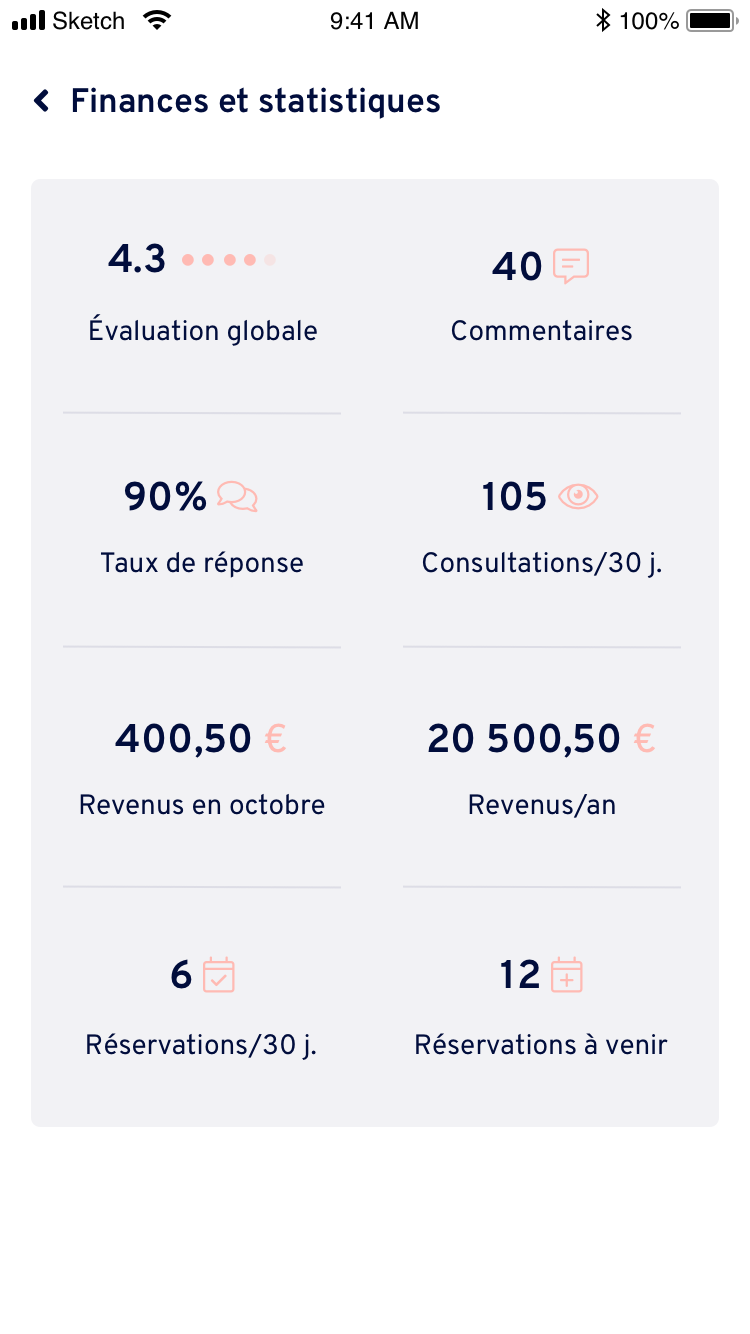 Sketch 9:41 AM 100%
Finances et statistiques
4.3 40
Évaluation globale Commentaires
90% 105
Taux de réponse Consultations/30 j.
400,50 € 20 500,50 €
Revenus en octobre Revenus/an
6 12
Réservations/30 j. Réservations à venir